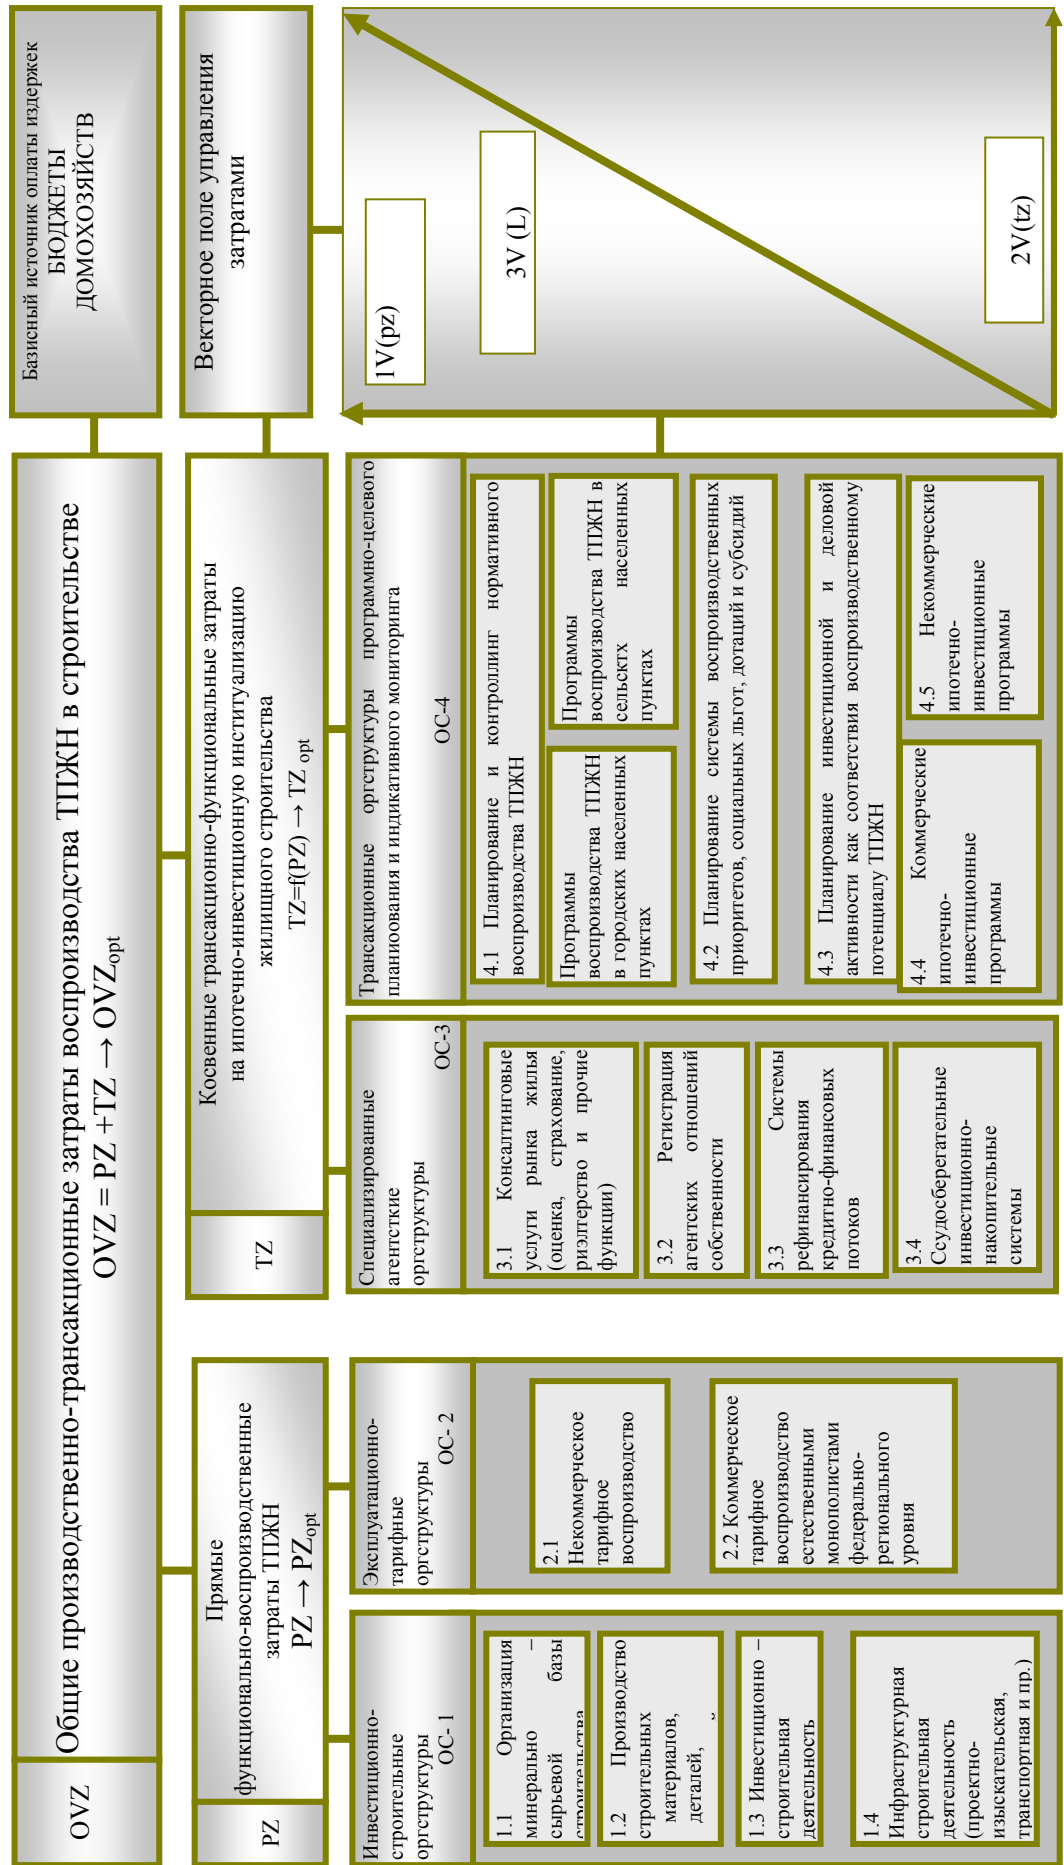 OVZ
Общие производственно-трансакционные затраты воспроизводства ТПЖН в строительстве
OVZ = PZ +TZ → OVZopt
Базисный источник оплаты издержек
БЮДЖЕТЫ
ДОМОХОЗЯЙСТВ
PZ
Прямые
функционально-воспроизводственные
затраты ТПЖН
PZ → PZopt
TZ
Косвенные трансакционно-функциональные затраты
на ипотечно-инвестиционную институализацию
жилищного строительства
TZ=f(PZ) → TZ opt
Векторное поле управления
затратами
Инвестиционно-
строительные
оргструктуры
ОС- 1
1.1 Организация
минерально –
сырьевой базы
строительства
1.2 Производство
строительных
материалов,
деталей,
1.3 Инвестиционно –
строительная
деятельность
1.4
Инфраструктурная
строительная
деятельность
(проектно-
изыскательская,
транспортная и пр.)
Эксплуатационно-
тарифные
оргструктуры
ОС- 2
2.1
Некоммерческое
тарифное
воспроизводство
2.2 Коммерческое
тарифное
воспроизводство
естественными
монополистами
федерально-
регионального
уровня
Специализированные
агентсткие
оргструктуры
ОС-3
3.1 Консалтинговые
услуги рынка жилья
(оценка, страхование,
риэлтерство и прочие
функции)
3.2 Регистрация
агентских отношений
собственности
3.3 Системы
рефинансирования
кредитно-финансовых
потоков
3.4
Ссудосберегательные
инвестиционно-
накопительные
системы
Трансакционные оргструктуры программно-целевого
планиоования и индикативного мониторинга
ОС-4
4.1 Планирование и контроллинг нормативного
воспроизводства ТПЖН
Программы
воспроизводства ТПЖН
в городских населенных
пунктах
Программы
воспроизводства ТПЖН в
сельсктх населенных
пунктах
4.2 Планирование системы воспроизводственных
приоритетов, социальных льгот, дотаций и субсидий
4.3 Планирование инвестиционной и деловой
активности как соответствия воспроизводственному
потенциалу ТПЖН
4.4 Коммерческие
ипотечно-
инвестиционные
программы
4.5 Некоммерческие
ипотечно-
инвестиционные
программы
1V(pz)
3V (L)
2V(tz)